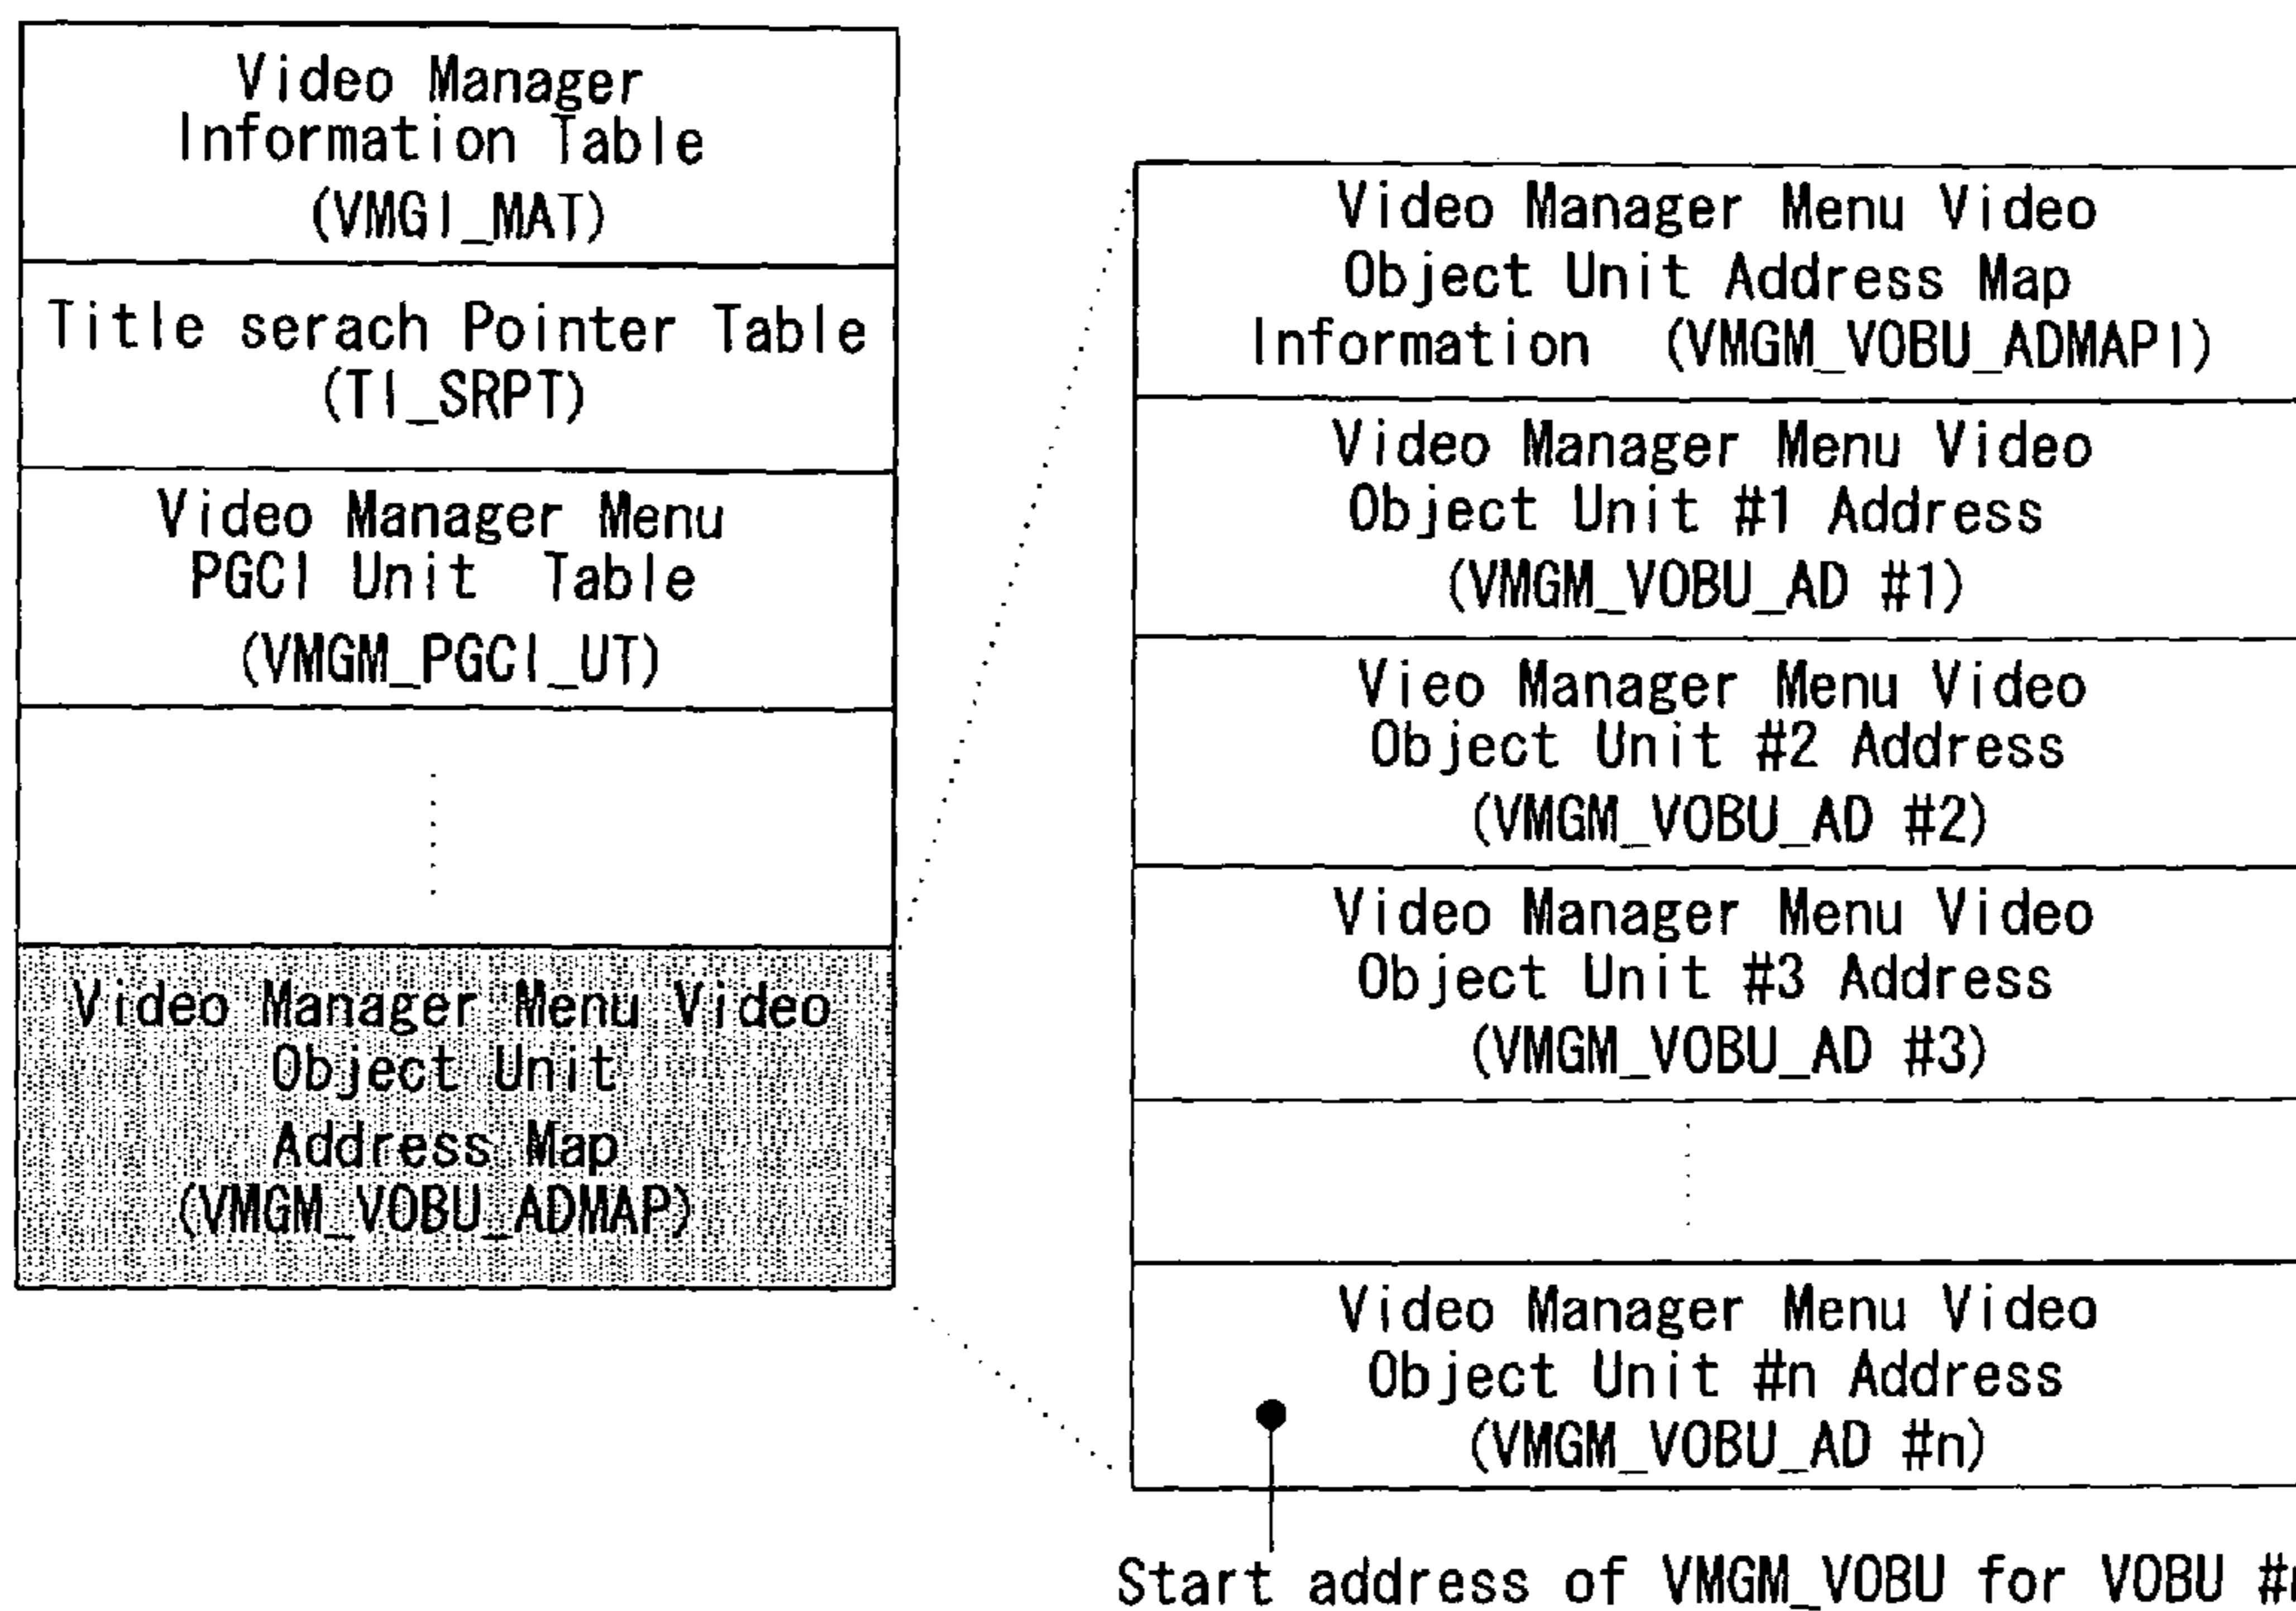 Video Manager
Information Table
(VMGI_MAT)
Title serach Pointer Table
(TI_SRPT)
Video Manager Menu
PGCI Unit Table
(VMGM_PGCI_UT)
Video Manager Menu Video
Object Unit
Address Map
(VMGM_VOBU_ADMAP)
Video Manager Menu Video
Object Unit Address Map
Information (VMGM_VOBU_ADMAPI)
Video Manager Menu Video
Object Unit #1 Address
(VMGM_VOBU_AD #1)
Vieo Manager Menu Video
Object Unit #2 Address
(VMGM_VOBU_AD #2)
Video Manager Menu Video
Object Unit #3 Address
(VMGM_VOBU_AD #3)
Video Manager Menu Video
Object Unit #n Address
(VMGM_VOBU_AD #n)
Start address of VMGM_VOBU for VOBU